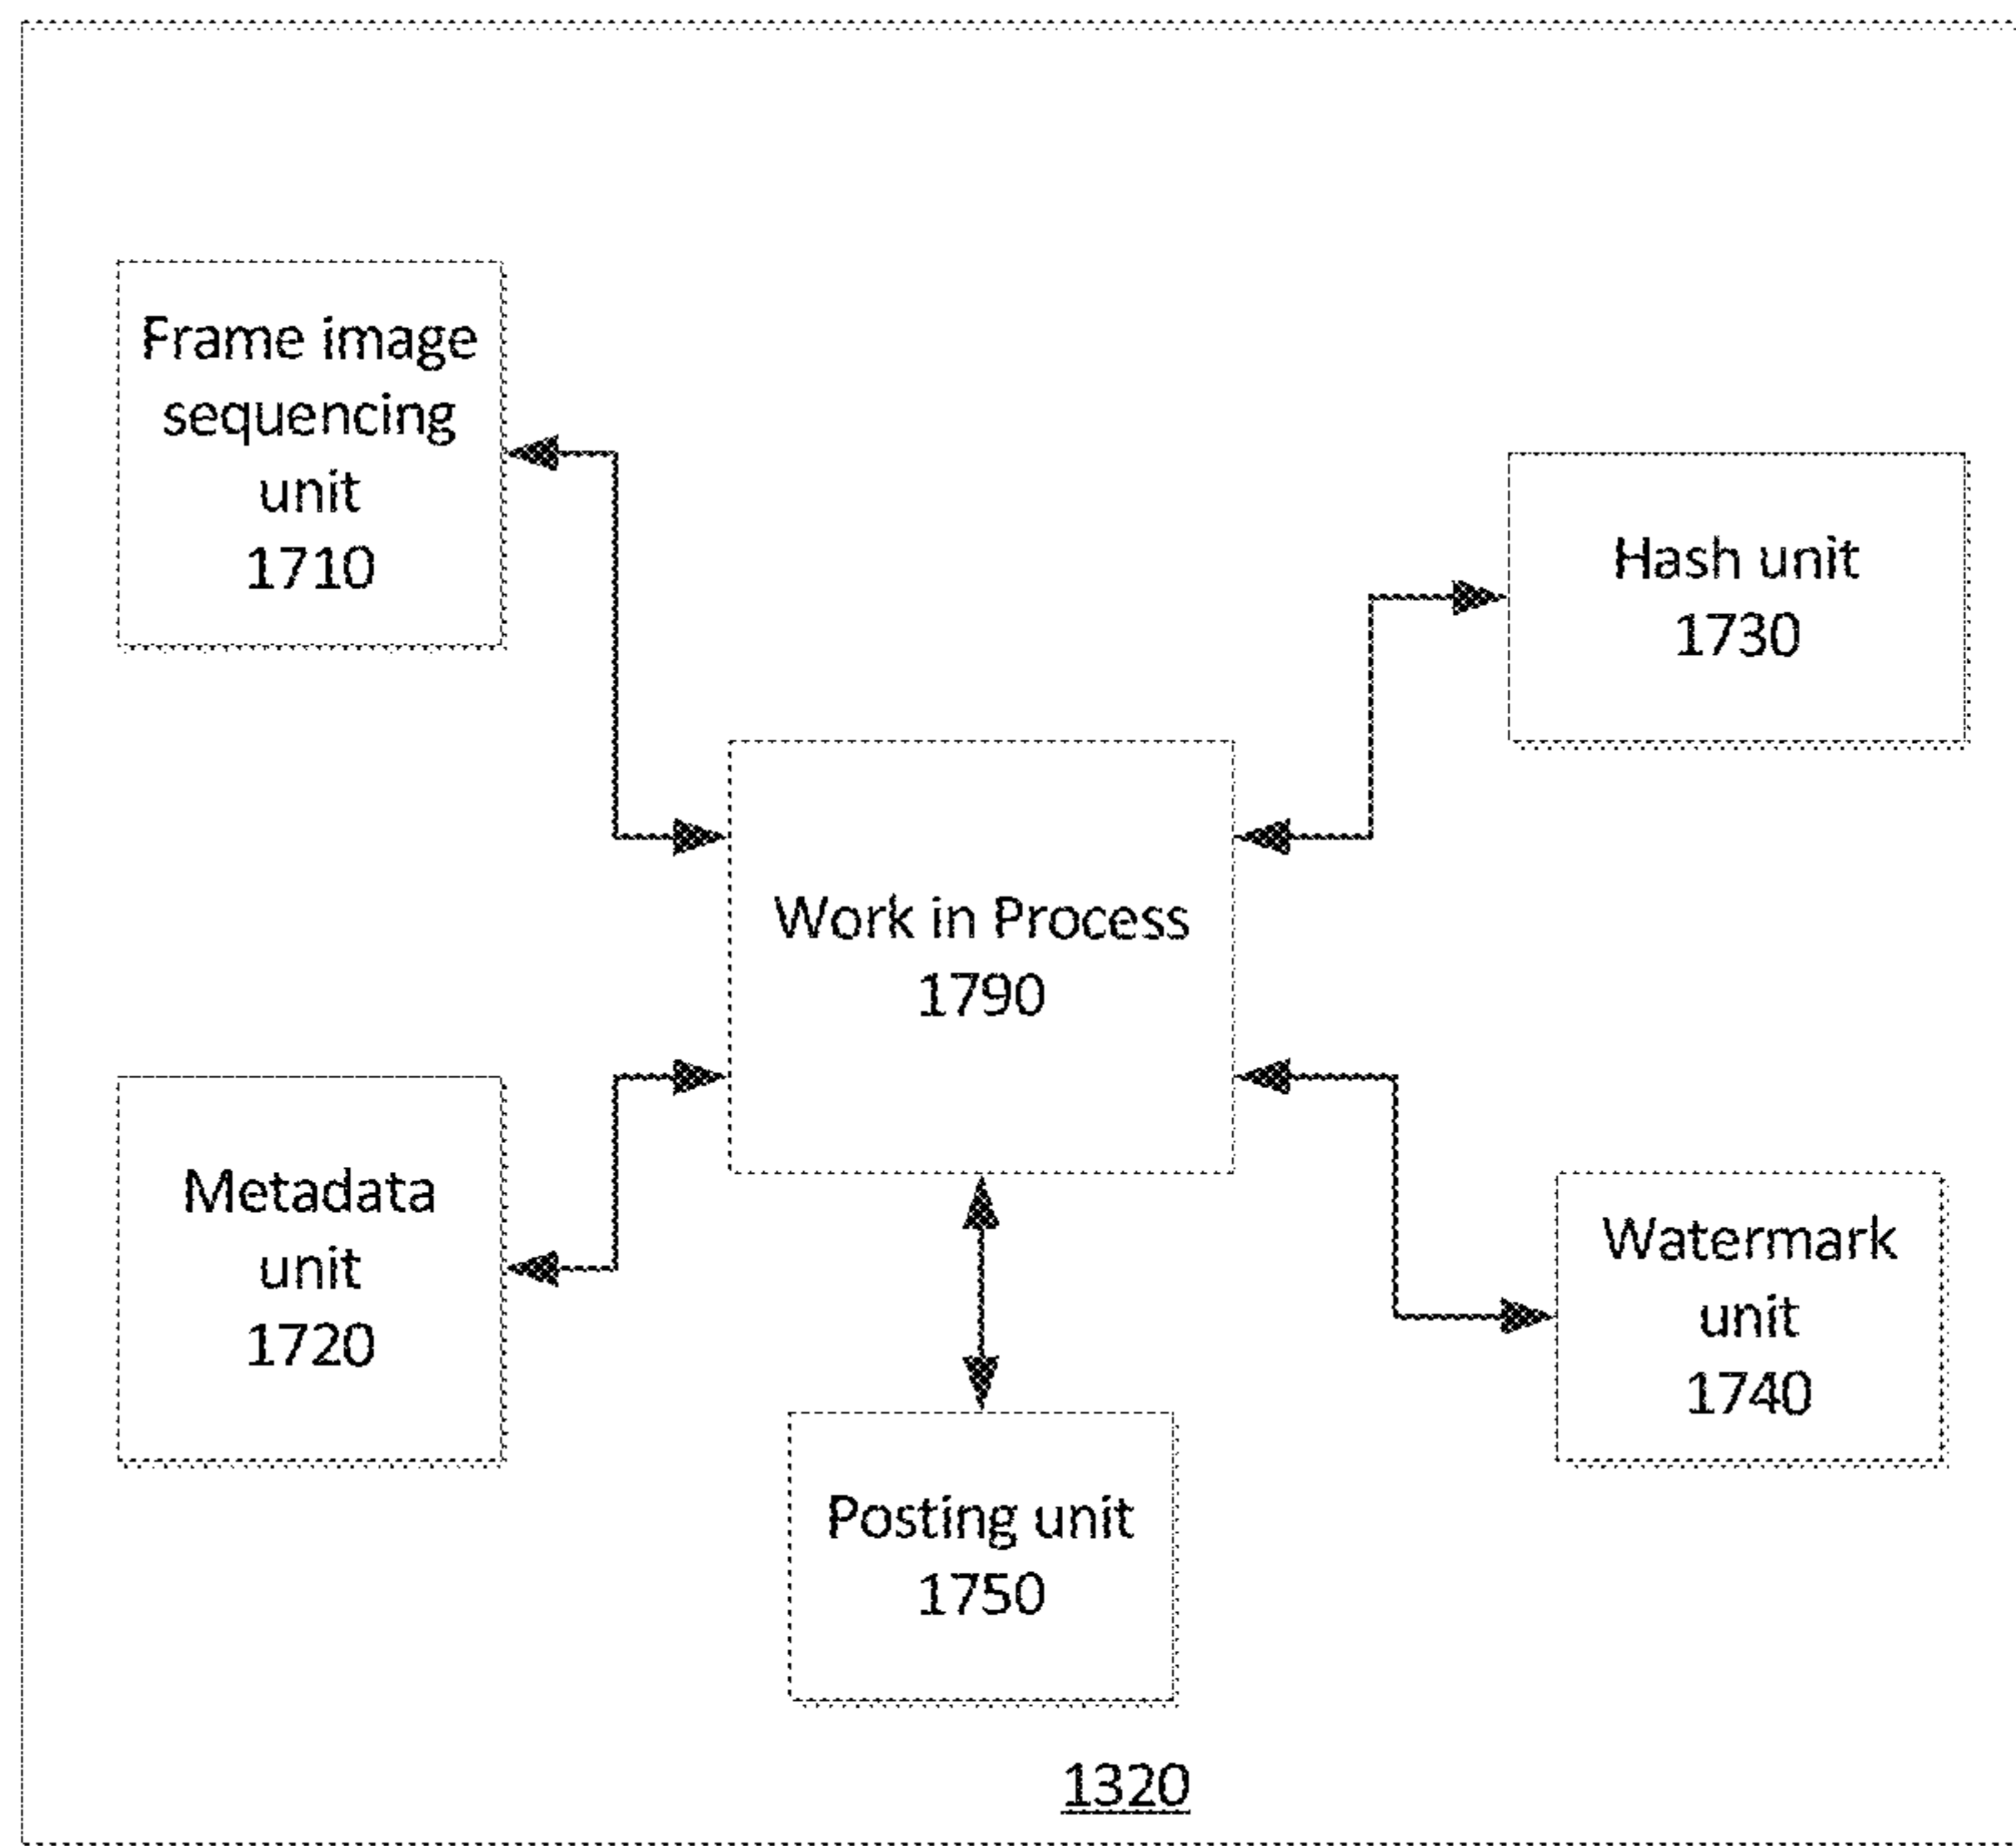 Frame image
sequencing
unit
1710
Hash unit
1730
Work in Process
1790
Metadata
unit
1720
Watermark
unit
1740
Posting unit
1750
1320